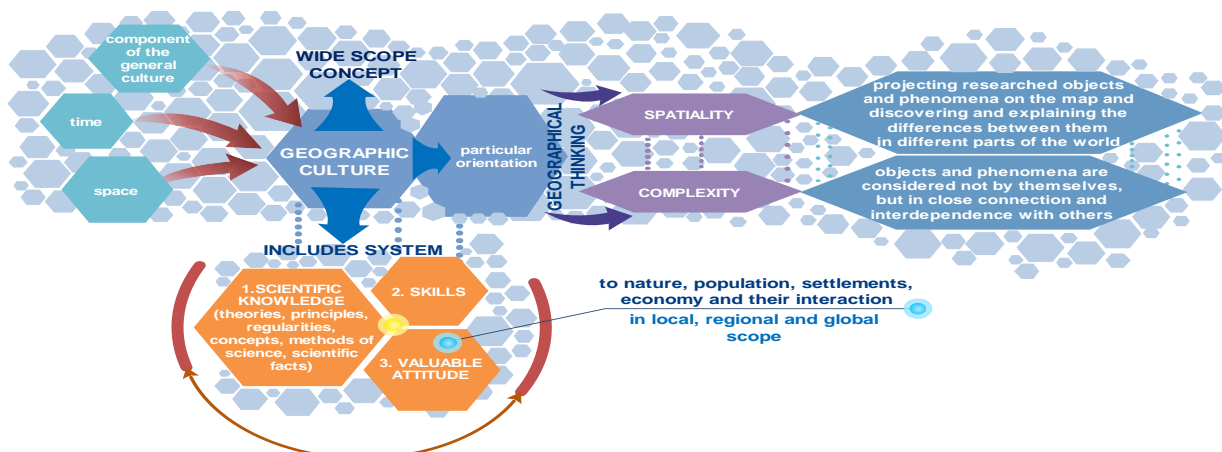 component
of the
general
culture
time
space
WIDE SCOPE
CONCEPT
GEOGRAPHIC
CULTURE
particular
orientation
GEOGRAPHICAL
THINKING
SPATIALITY
COMPLEXITY
projecting researched objects
and phenomena on the map and
discovering and explaining the
differences between them
in different parts of the world
objects and phenomena are
considered not by themselves,
but in close connection and
interdependence with others
INCLUDES SYSTEM
1.SCIENTIFIC
KNOWLEDGE
(theories, principles,
regularities,
concepts, methods of
science, scientific
facts)
2. SKILLS
3. VALUABLE
ATTITUDE
to nature, population, settlements,
economy and their interaction
in local, regional and global
scope